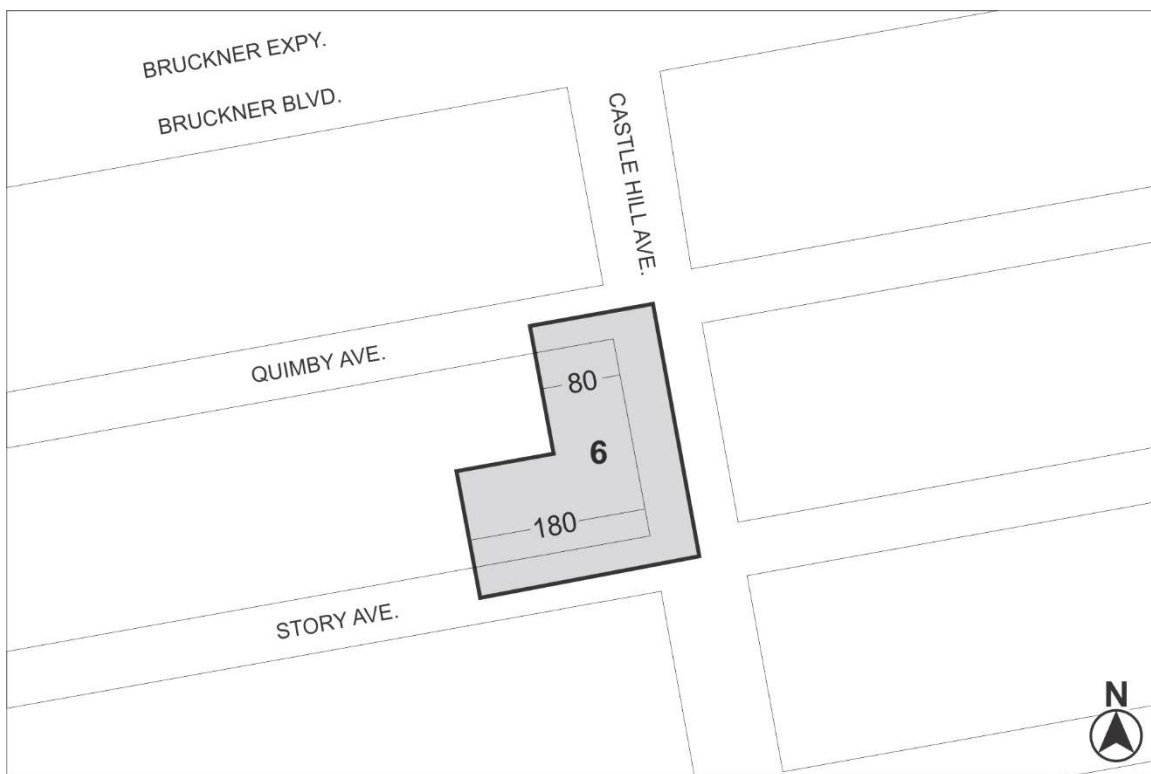 BRUCKNER EXPY.
BRUCKNER BLVD.
CASTLE HILL AVE.
QUIMBY AVE.
80
6
180
STORY AVE.
N